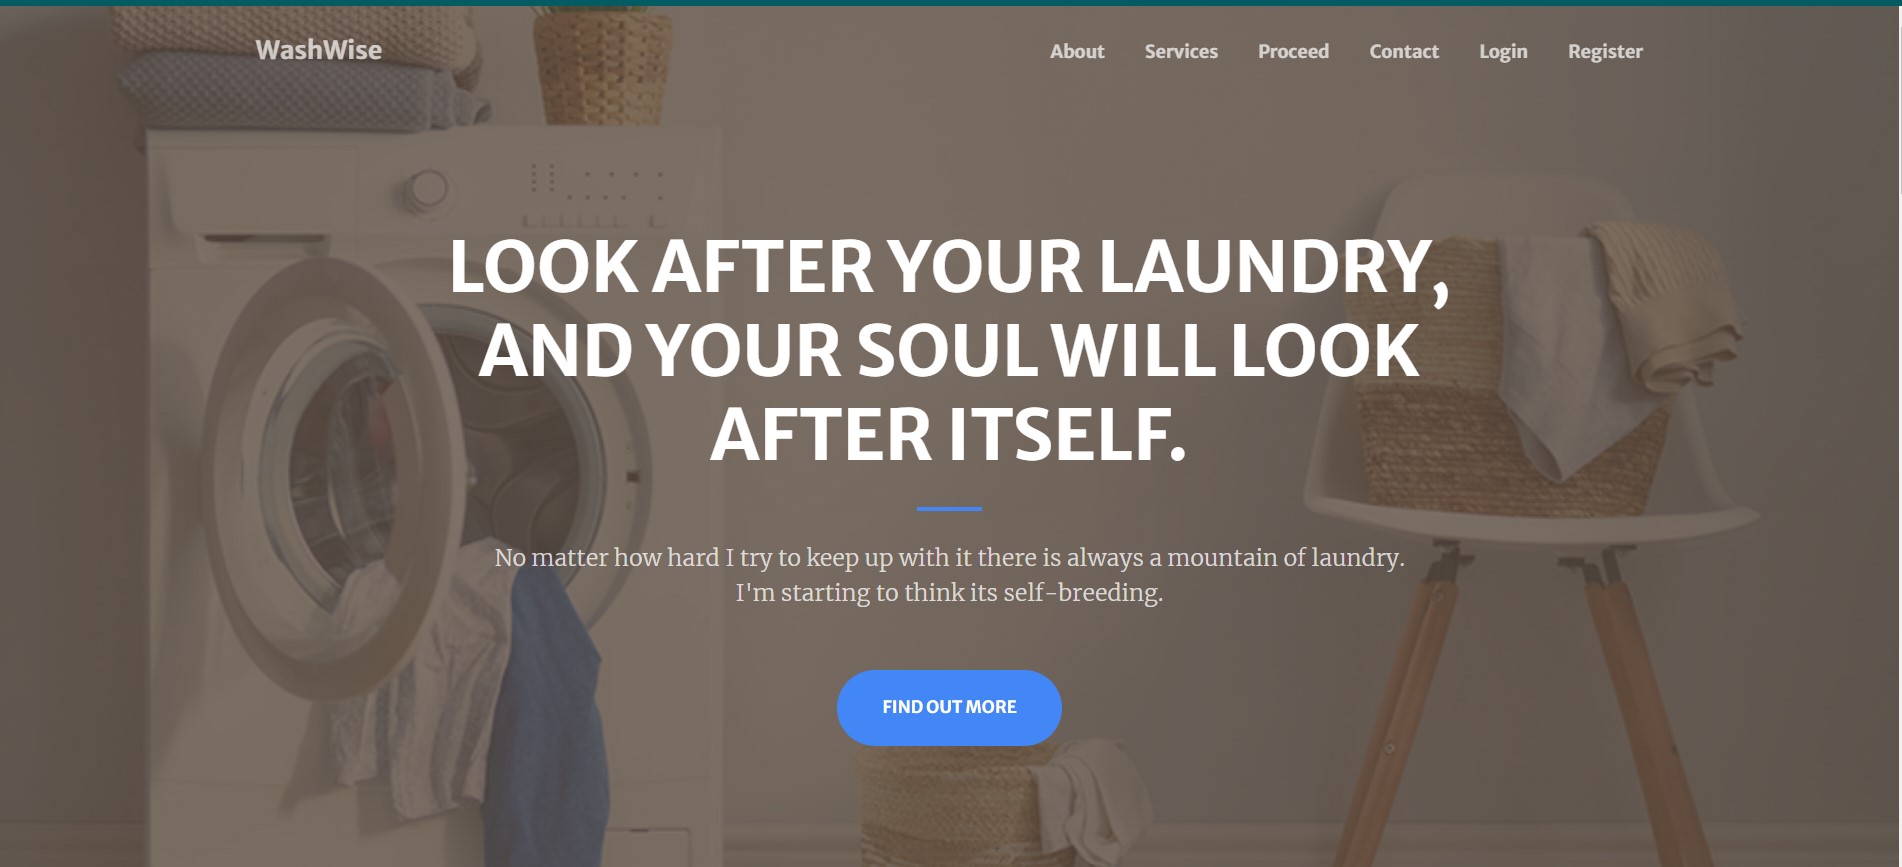 WashWise
About Services Proceed Contact Login Register
LOOK AFTER YOUR LAUNDRY,
AND YOUR SOUL WILL LOOK
AFTER ITSELF.
No matter how hard I try to keep up with it there is always a mountain of laundry.
I'm starting to think its self-breeding.
FIND OUT MORE